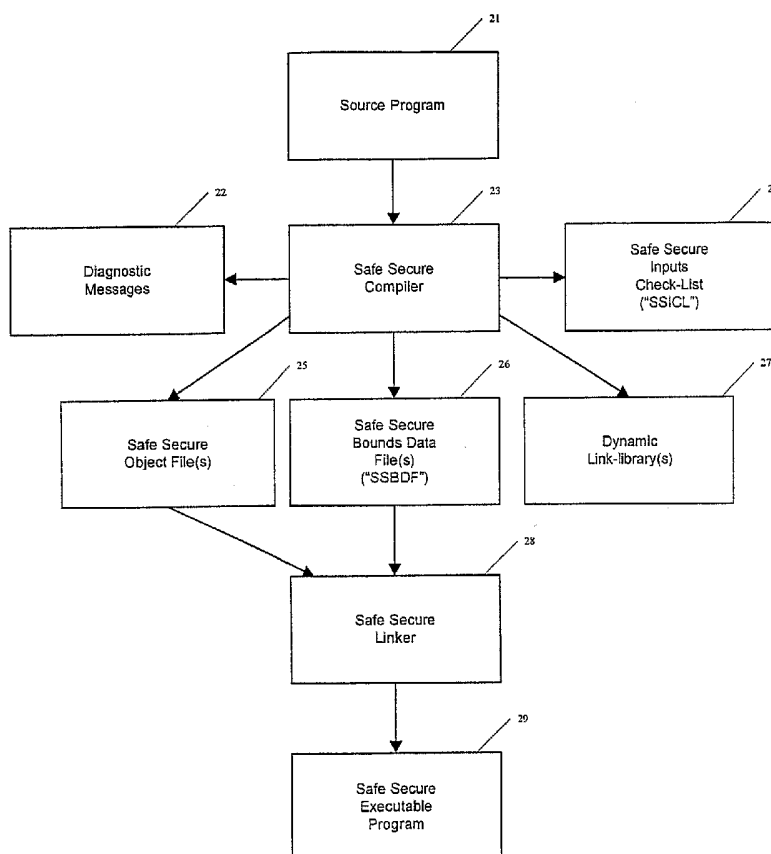 21
Source Program
22
23
Diagnostic
Messages
Safe Secure
Compiler
Safe Secure
Inputs
Check-List
("SSICL")
25
26
27
Safe Secure
Object File(s)
Safe Secure
Bounds Data
File(s)
("SSBDF")
Dynamic
Link-library(s)
28
Safe Secure
Linker
29
Safe Secure
Executable
Program